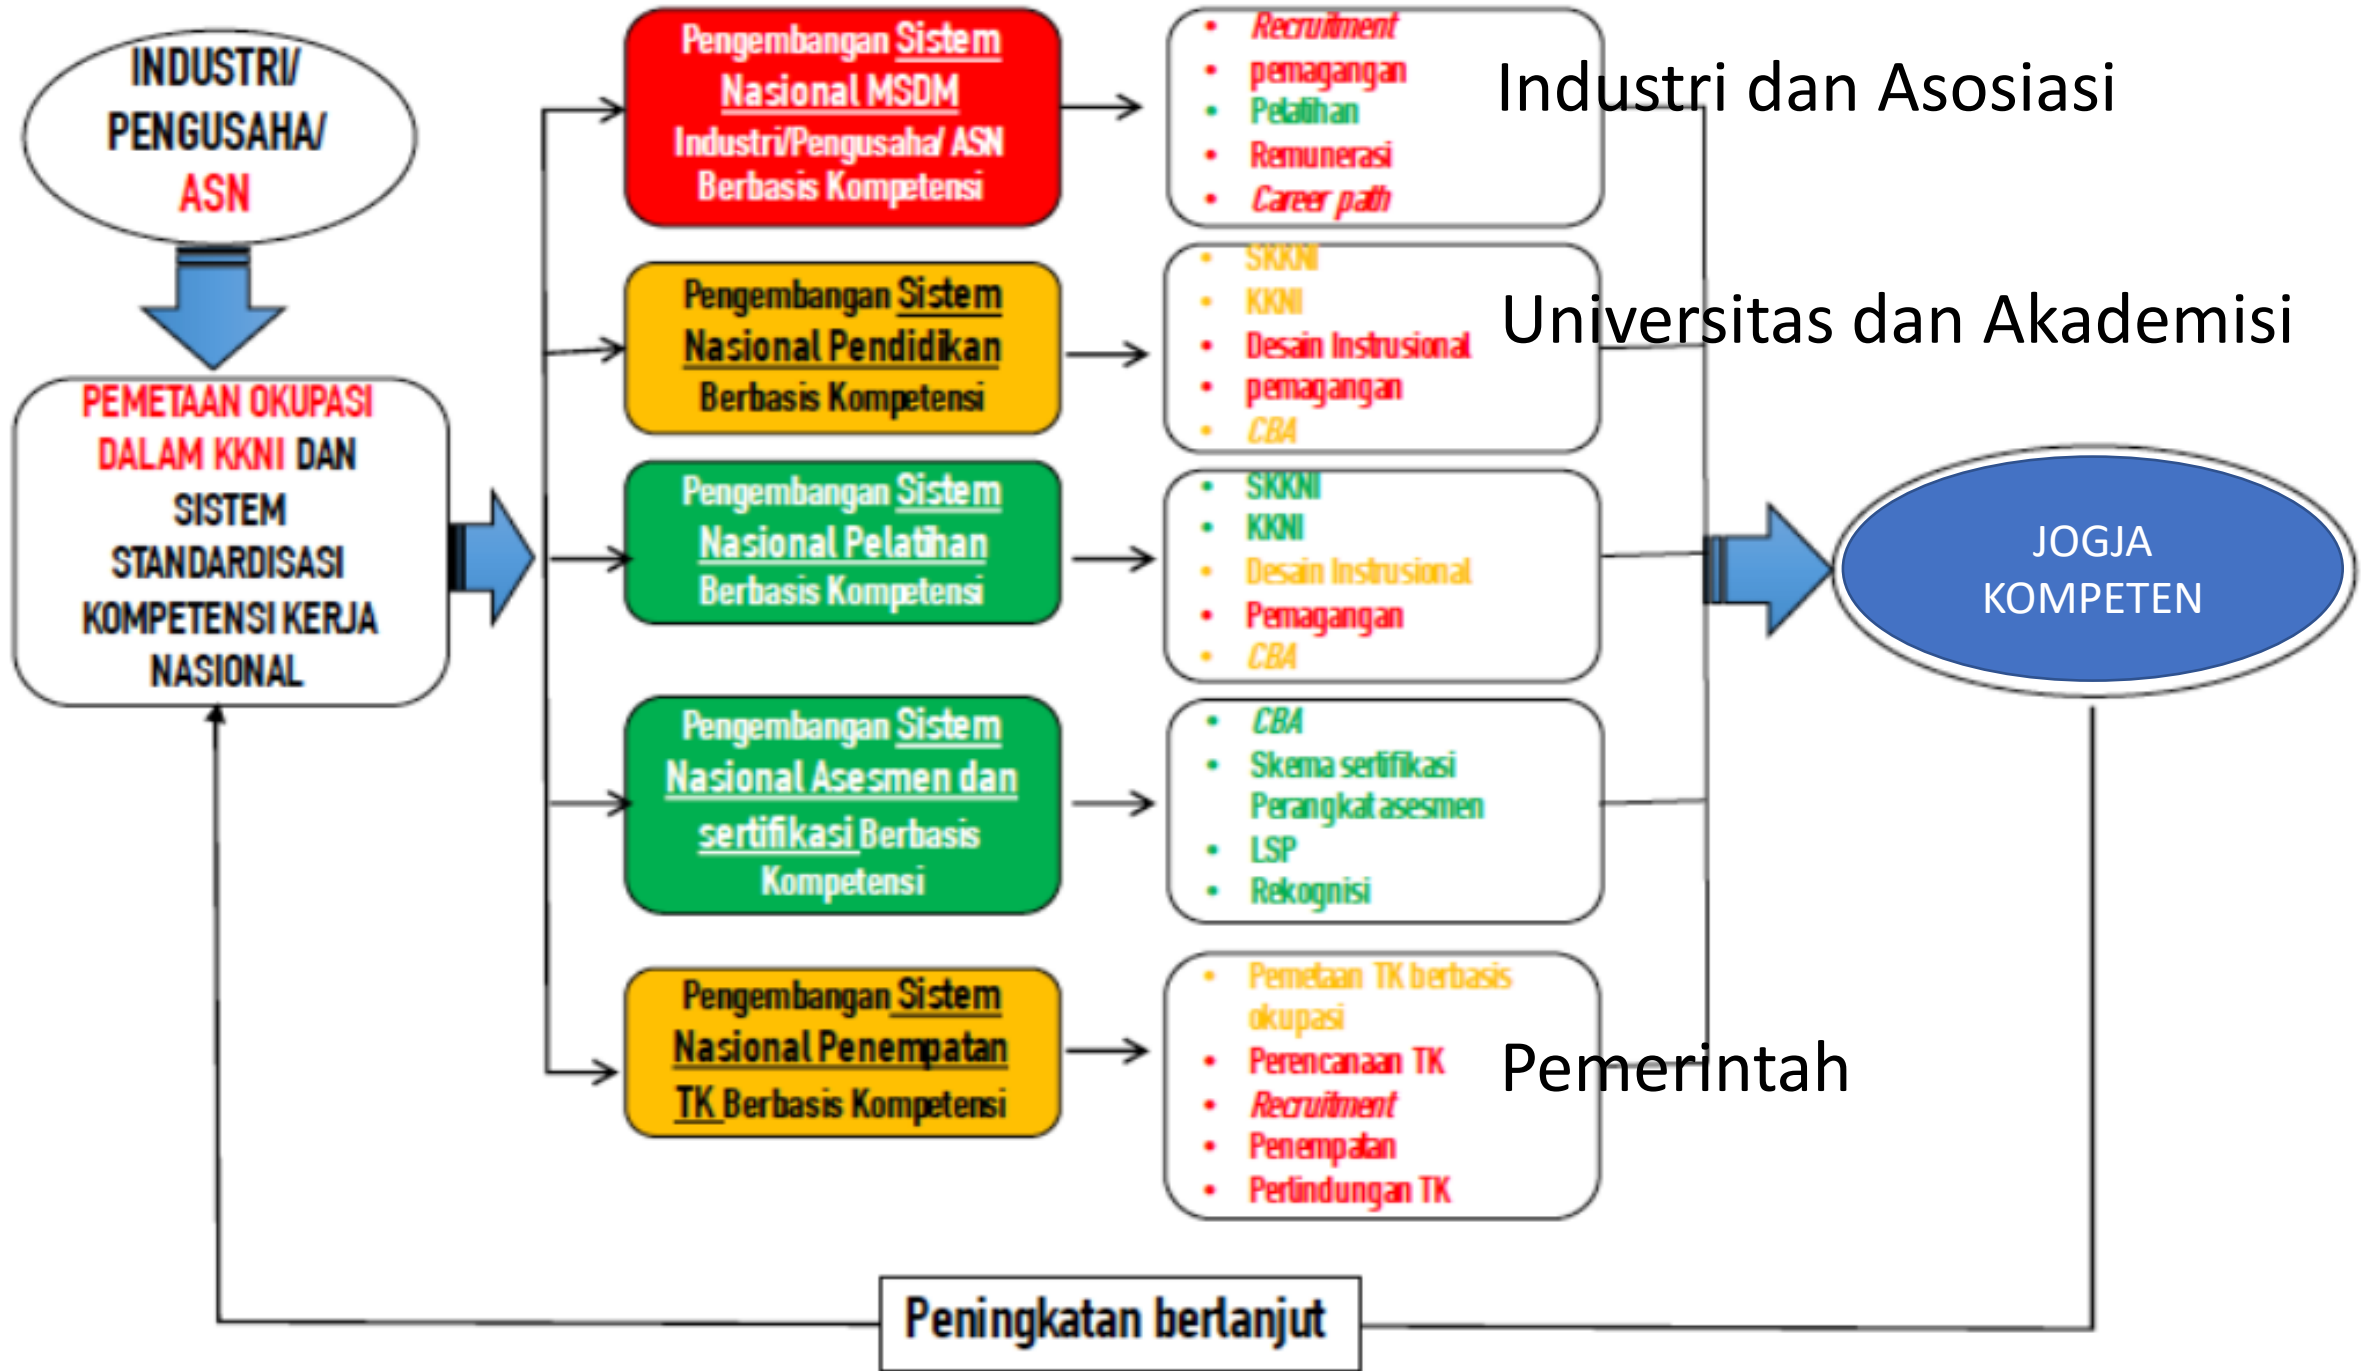 INDUSTRI/
PENGUSAHA/
ASN
PEMETAAN OKUPASI
DALAM KKNI DAN
SISTEM
STANDARDISASI
KOMPETENSI KERJA
NASIONAL
Pengembangan Sistem
Nasional MSDM
Industri/Pengusaha/ ASN
Berbasis Kompetensi
• Recruitment
• pemagangan
• Pelatihan
• Remunerasi
• Career path
Industri dan Asosiasi
Pengembangan Sistem
Nasional Pendidikan
Berbasis Kompetensi
• SKKNI
• KKNI
• Desain Instrusional
• pemagangan
• CBA
Universitas dan Akademisi
Pengembangan Sistem
Nasional Pelatihan
Berbasis Kompetensi
• SKKNI
• KKNI
• Desain Instrusional
• Pemagangan
• CBA
Pengembangan Sistem
Nasional Asesmen dan
sertifikasi Berbasis
Kompetensi
• CBA
• Skema sertifikasi
Perangkat asesmen
• LSP
• Rekognisi
Pengembangan Sistem
Nasional Penempatan
TK Berbasis Kompetensi
• Pemetaan TK berbasis
okupasi
• Perencanaan TK
• Recruitment
• Penempatan
• Perlindungan TK
Pemerintah
JOGJA
KOMPETEN
Peningkatan berlanjut